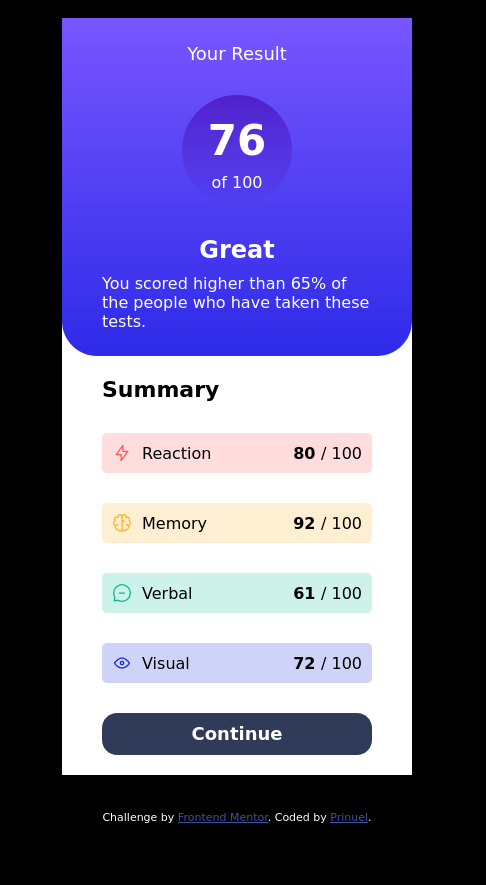 Your Result
76
of 100
Great
You scored higher than 65% of
the people who have taken these
tests.
Summary
Reaction 80 / 100
Memory 92 / 100
Verbal 61 / 100
Visual 72 / 100
Continue
Challenge by Frontend Mentor. Coded by Prinuel.